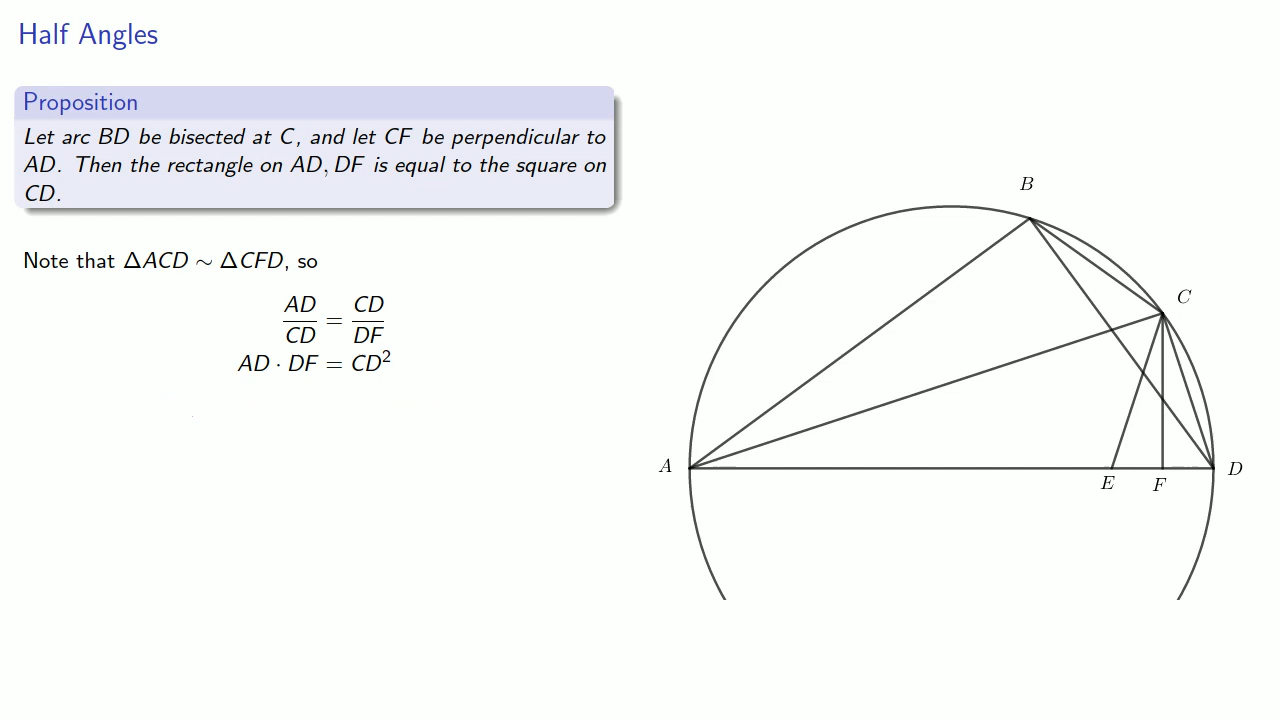 Half Angles
Proposition
Let arc BD be bisected at C, and let CF be perpendicular to
AD. Then the rectangle on AD, DF is equal to the square on
CD.
Note that ΔACD ∼ ΔCFD, so
AD/CD = CD/DF
AD · DF = CD²
B
C
A
E
F
D